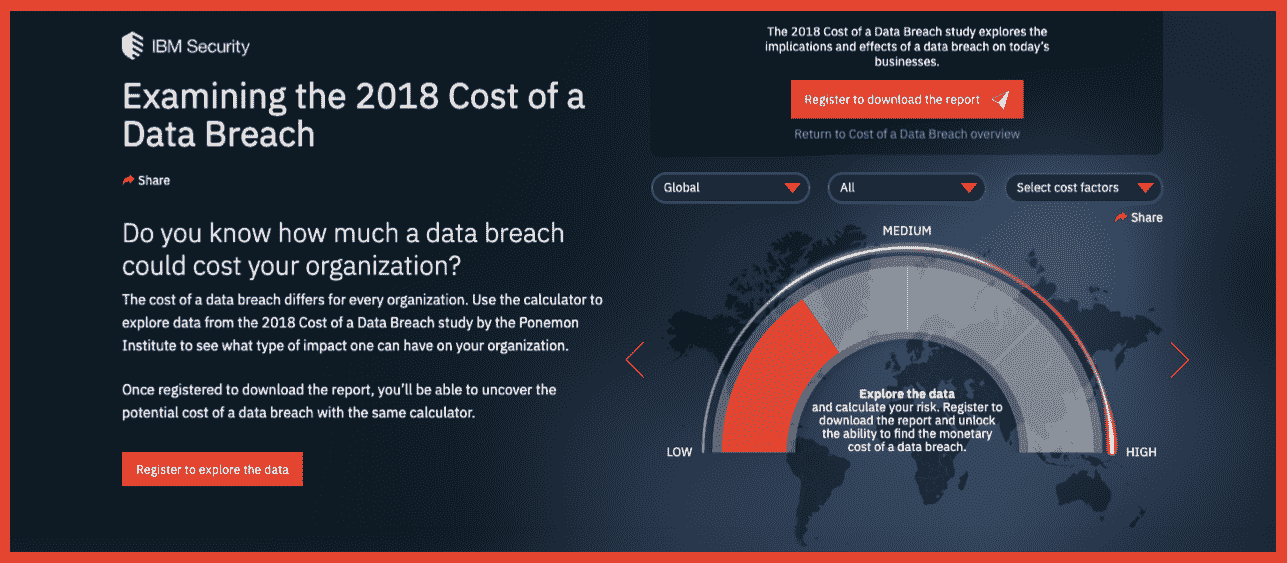 IBM Security
Examining the 2018 Cost of a
Data Breach
Share
Do you know how much a data breach
could cost your organization?
The cost of a data breach differs for every organization. Use the calculator to
explore data from the 2018 Cost of a Data Breach study by the Ponemon
Institute to see what type of impact one can have on your organization.
Once registered to download the report, you'll be able to uncover the
potential cost of a data breach with the same calculator.
Register to explore the data
The 2018 Cost of a Data Breach study explores the
implications and effects of a data breach on today's
businesses.
Register to download the report
Return to Cost of a Data Breach overview
Global
All
Select cost factors
Share
MEDIUM
LOW
HIGH
Explore the data
and calculate your risk. Register to
download the report and unlock
the ability to find the monetary
cost of a data breach.